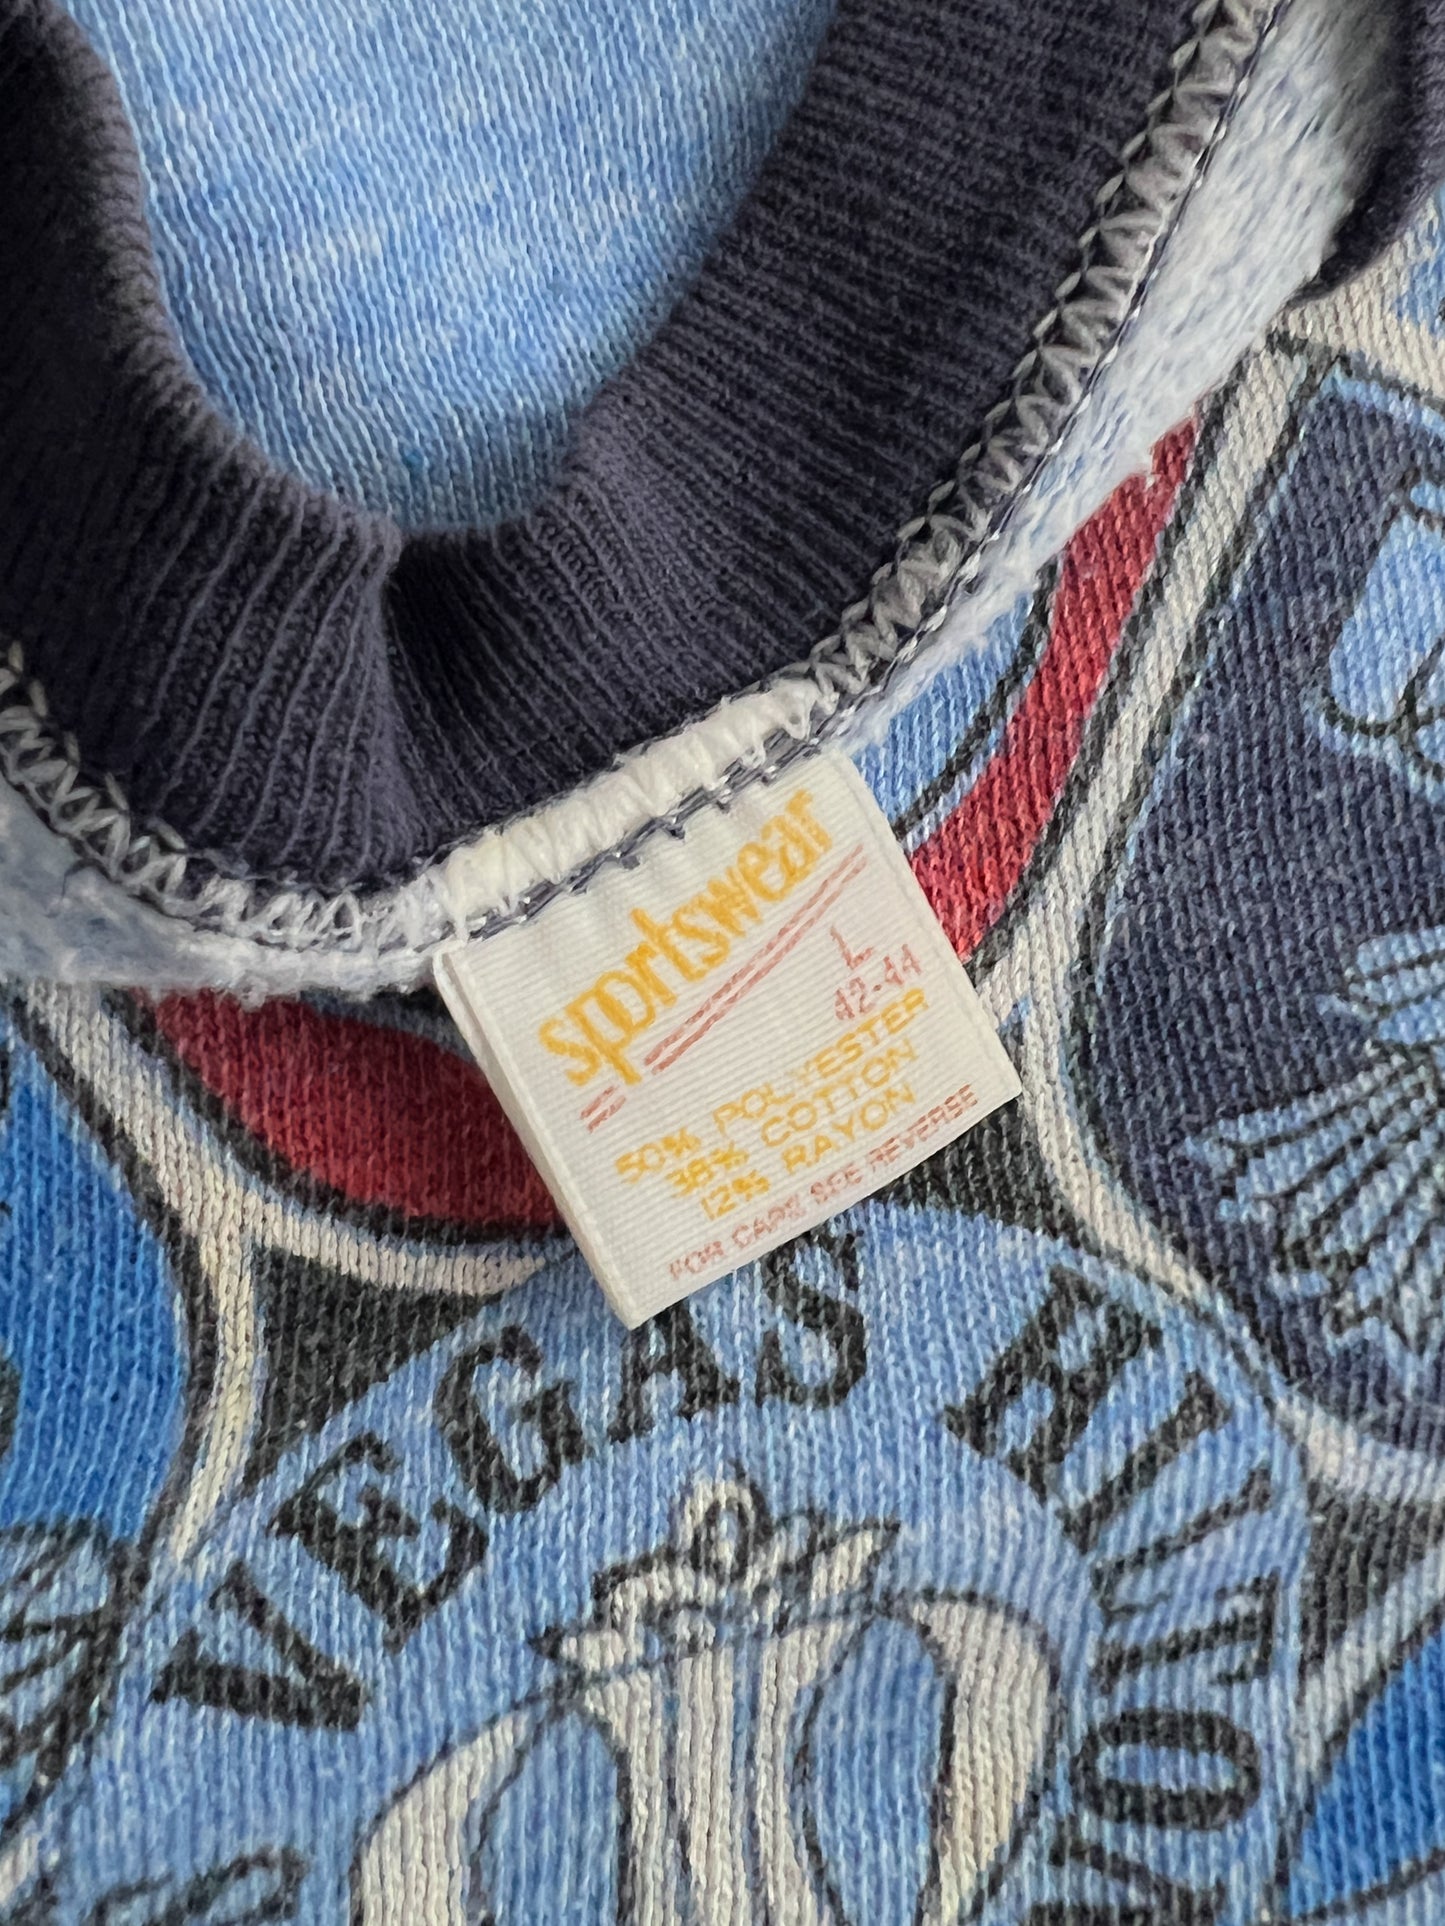 sportswear
L
42-44
50% POLYESTER
38% COTTON
12% RAYON
FOR CARE SEE REVERSE
VEGAS